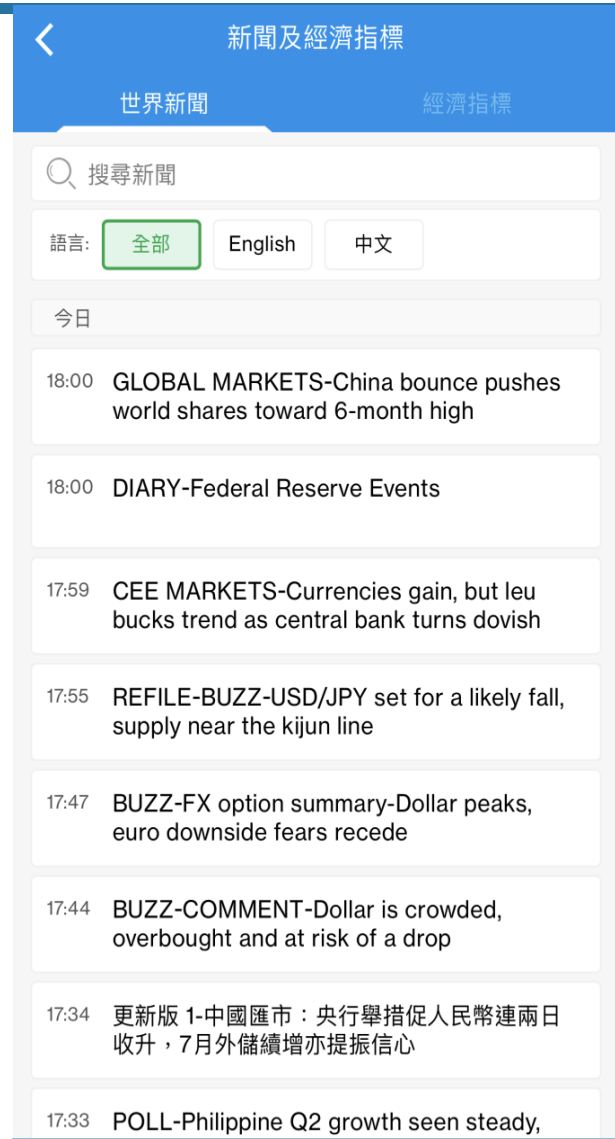 新聞及經濟指標
世界新聞
經濟指標
搜尋新聞
語言: 全部 English 中文
今日
18:00 GLOBAL MARKETS-China bounce pushes
world shares toward 6-month high
18:00 DIARY-Federal Reserve Events
17:59 CEE MARKETS-Currencies gain, but leu
bucks trend as central bank turns dovish
17:55 REFILE-BUZZ-USD/JPY set for a likely fall,
supply near the kijun line
17:47 BUZZ-FX option summary-Dollar peaks,
euro downside fears recede
17:44 BUZZ-COMMENT-Dollar is crowded,
overbought and at risk of a drop
17:34 更新版 1-中國匯市：央行舉措促人民幣連兩日
收升，7月外儲續增亦提振信心
17:33 POLL-Philippine Q2 growth seen steady,